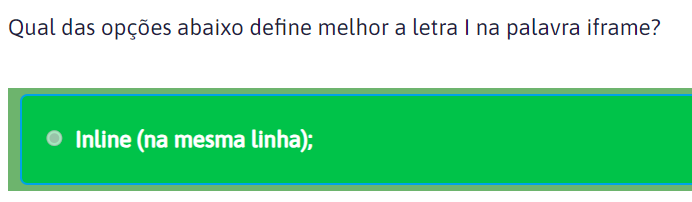 Qual das opções abaixo define melhor a letra I na palavra iframe?
Inline (na mesma linha);